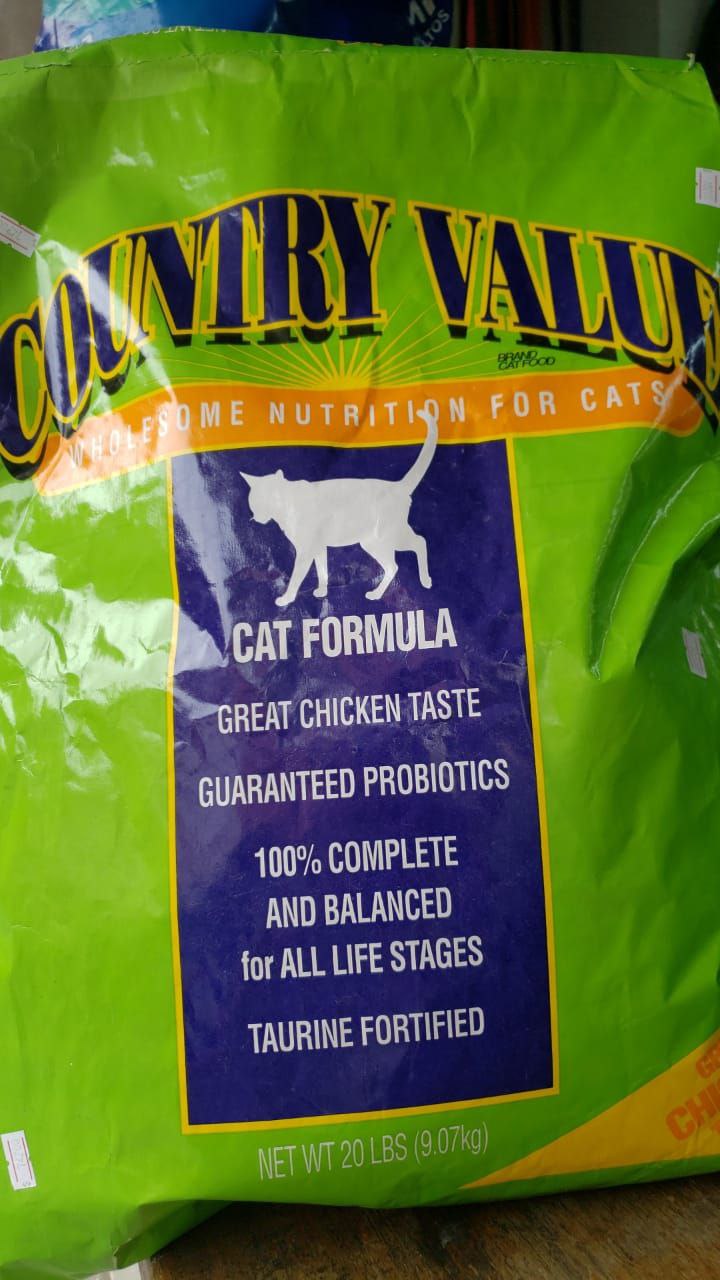 COUNTRY VALUE
BRAND
CAT FOOD
WHOLESOME NUTRITION FOR CATS
CAT FORMULA
GREAT CHICKEN TASTE
GUARANTEED PROBIOTICS
100% COMPLETE
AND BALANCED
for ALL LIFE STAGES
TAURINE FORTIFIED
NET WT 20 LBS (9.07kg)